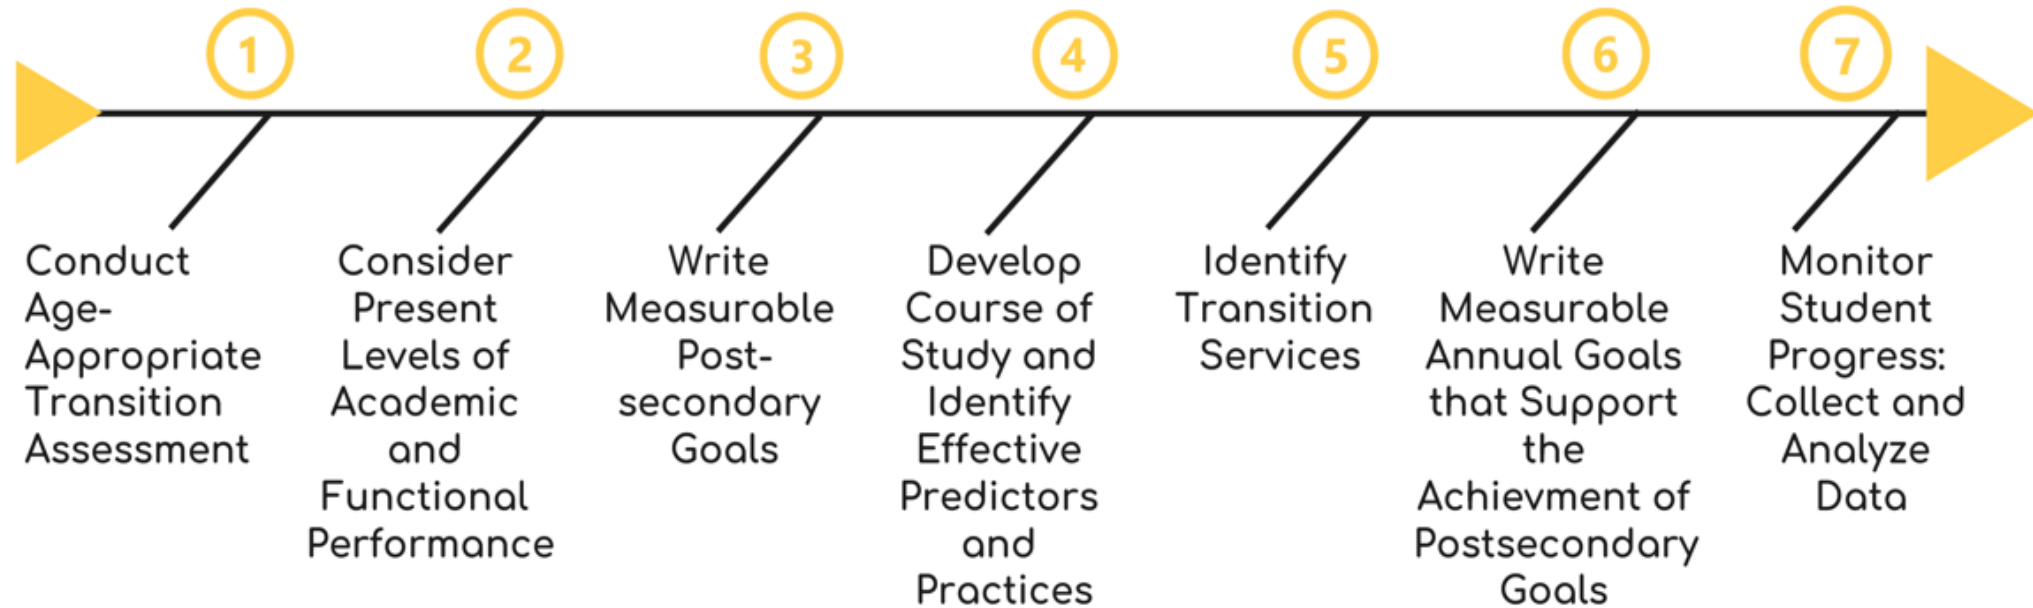 1
2
3
4
5
6
7
Conduct
Age-
Appropriate
Transition
Assessment
Consider
Present
Levels of
Academic
and
Functional
Performance
Write
Measurable
Post-
secondary
Goals
Develop
Course of
Study and
Identify
Effective
Predictors
and
Practices
Identify
Transition
Services
Write
Measurable
Annual Goals
that Support
the
Achievment of
Postsecondary
Goals
Monitor
Student
Progress:
Collect and
Analyze
Data